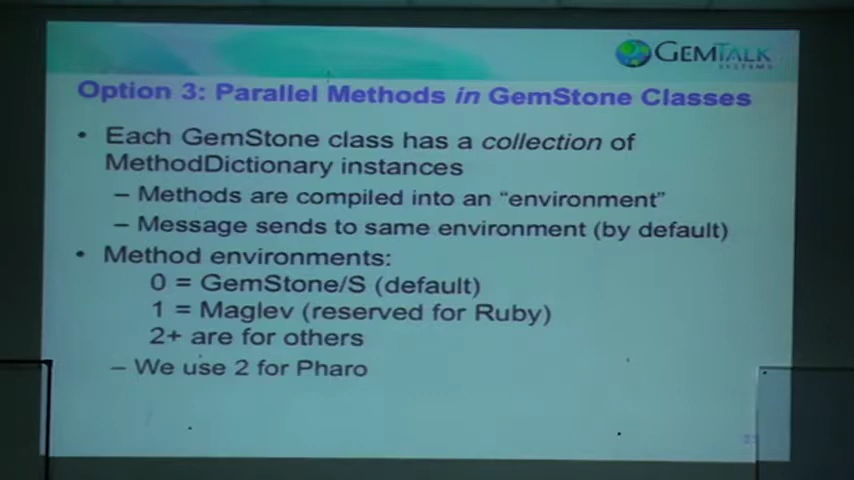 GEMTALK
SYSTEMS
Option 3: Parallel Methods in GemStone Classes
• Each GemStone class has a collection of
MethodDictionary instances
– Methods are compiled into an “environment”
– Message sends to same environment (by default)
• Method environments:
0 = GemStone/S (default)
1 = Maglev (reserved for Ruby)
2+ are for others
– We use 2 for Pharo